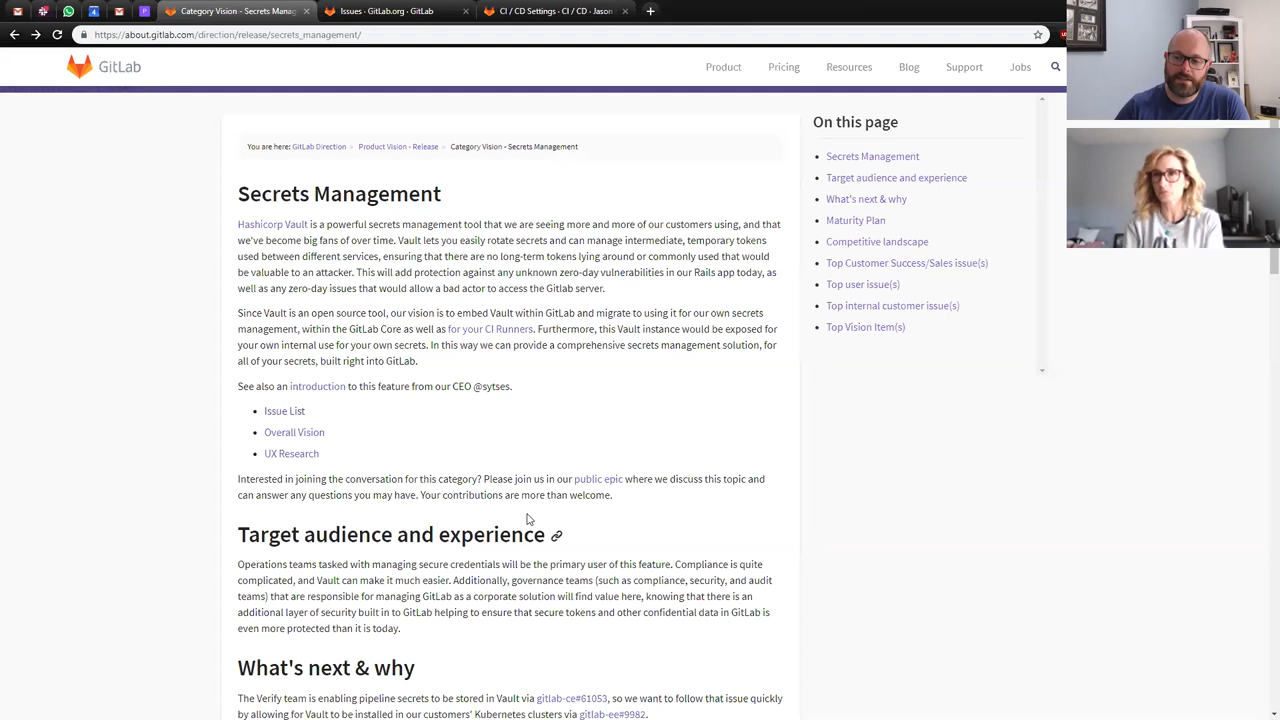 Category Vision - Secrets Manag
Issues · GitLab.org · GitLab
CI / CD Settings · CI / CD · Jason
https://about.gitlab.com/direction/release/secrets_management/
GitLab
Product
Pricing
Resources
Blog
Support
Jobs
You are here: GitLab Direction > Product Vision - Release > Category Vision - Secrets Management
Secrets Management
Hashicorp Vault is a powerful secrets management tool that we are seeing more and more of our customers using, and that
we've become big fans of over time. Vault lets you easily rotate secrets and can manage intermediate, temporary tokens
used between different services, ensuring that there are no long-term tokens lying around or commonly used that would
be valuable to an attacker. This will add protection against any unknown zero-day vulnerabilities in our Rails app today, as
well as any zero-day issues that would allow a bad actor to access the Gitlab server.
Since Vault is an open source tool, our vision is to embed Vault within GitLab and migrate to using it for our own secrets
management, within the GitLab Core as well as for your CI Runners. Furthermore, this Vault instance would be exposed for
your own internal use for your own secrets. In this way we can provide a comprehensive secrets management solution, for
all of your secrets, built right into GitLab.
See also an introduction to this feature from our CEO @sytses.
• Issue List
• Overall Vision
• UX Research
Interested in joining the conversation for this category? Please join us in our public epic where we discuss this topic and
can answer any questions you may have. Your contributions are more than welcome.
Target audience and experience
Operations teams tasked with managing secure credentials will be the primary user of this feature. Compliance is quite
complicated, and Vault can make it much easier. Additionally, governance teams (such as compliance, security, and audit
teams) that are responsible for managing GitLab as a corporate solution will find value here, knowing that there is an
additional layer of security built in to GitLab helping to ensure that secure tokens and other confidential data in GitLab is
even more protected than it is today.
What's next & why
The Verify team is enabling pipeline secrets to be stored in Vault via gitlab-ce#61053, so we want to follow that issue quickly
by allowing for Vault to be installed in our customers' Kubernetes clusters via gitlab-ee#9982.
On this page
• Secrets Management
• Target audience and experience
• What's next & why
• Maturity Plan
• Competitive landscape
• Top Customer Success/Sales issue(s)
• Top user issue(s)
• Top internal customer issue(s)
• Top Vision Item(s)